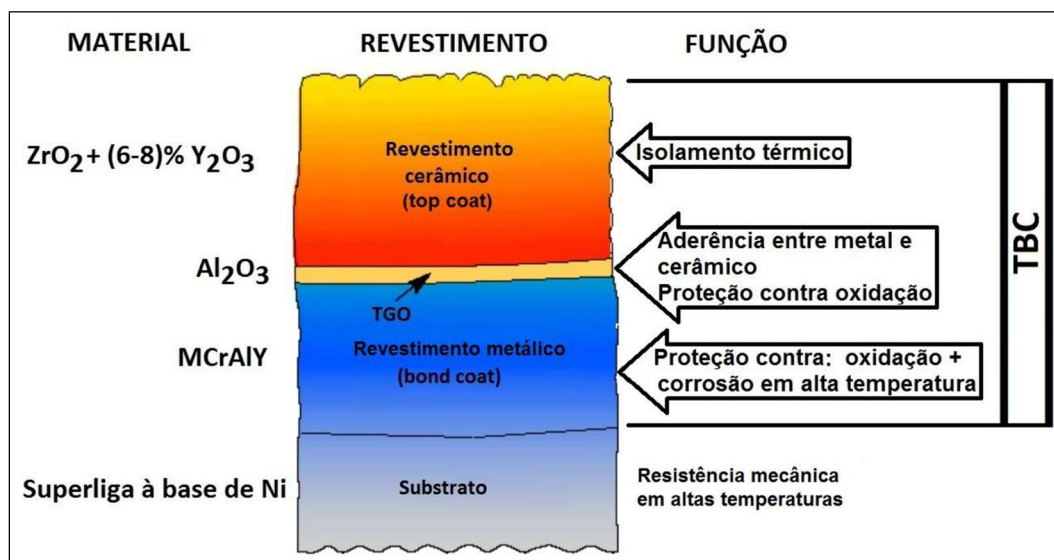 MATERIAL
REVESTIMENTO
FUNÇÃO
ZrO2 + (6-8)% Y2O3
Revestimento
cerâmico
(top coat)
Isolamento térmico
Al2O3
TGO
Aderência entre metal e
cerâmico
Proteção contra oxidação
MCrAlY
Revestimento metálico
(bond coat)
Proteção contra: oxidação +
corrosão em alta temperatura
TBC
Superliga à base de Ni
Substrato
Resistência mecânica
em altas temperaturas